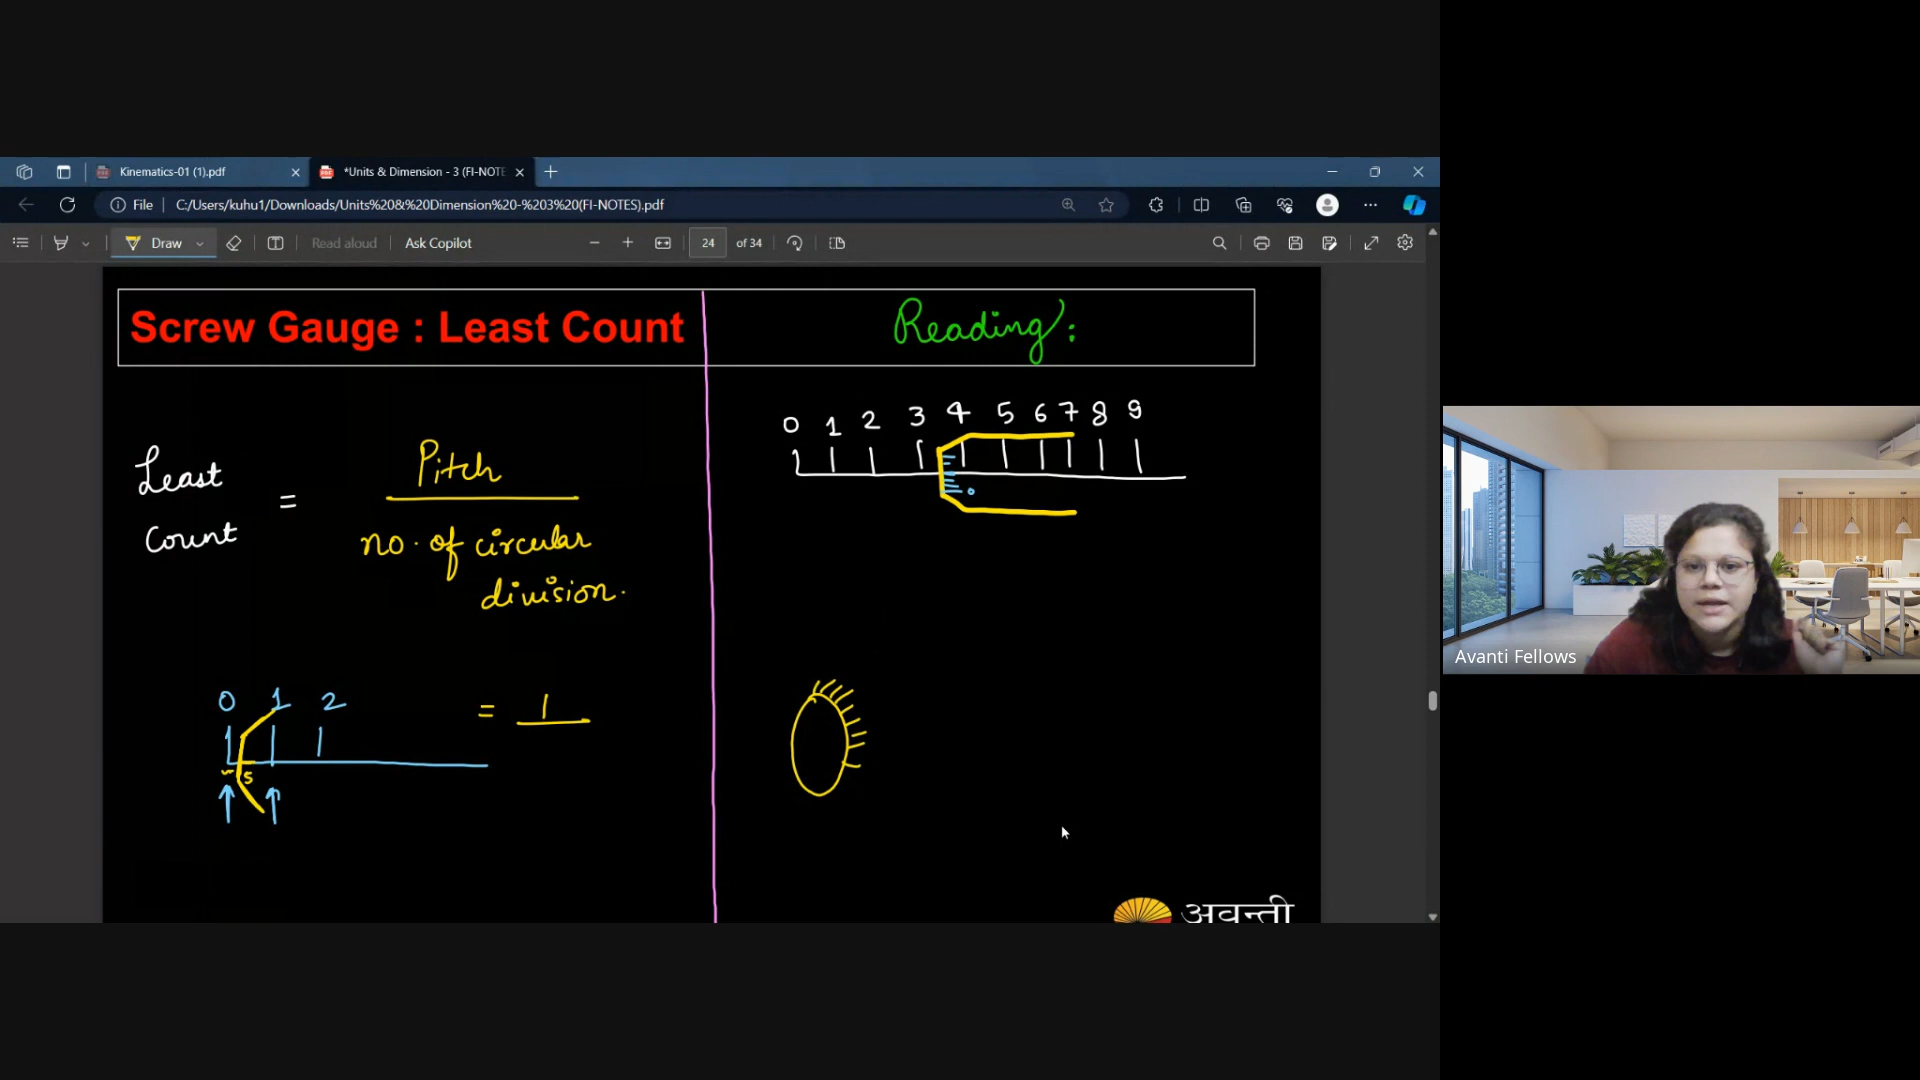 Kinematics-01 (1).pdf
*Units & Dimension - 3 (FI-NOTE
File
C:/Users/kuhu1/Downloads/Units%20&%20Dimension%20-%203%20(FI-NOTES).pdf
Draw
Read aloud
Ask Copilot
24
of 34
Screw Gauge : Least Count
Reading:
Least Count = Pitch
no. of circular division.
0 1 2 3 4 5 6 7 8 9
0
0 1 2
= 1
5
अवन्ती
Avanti Fellows